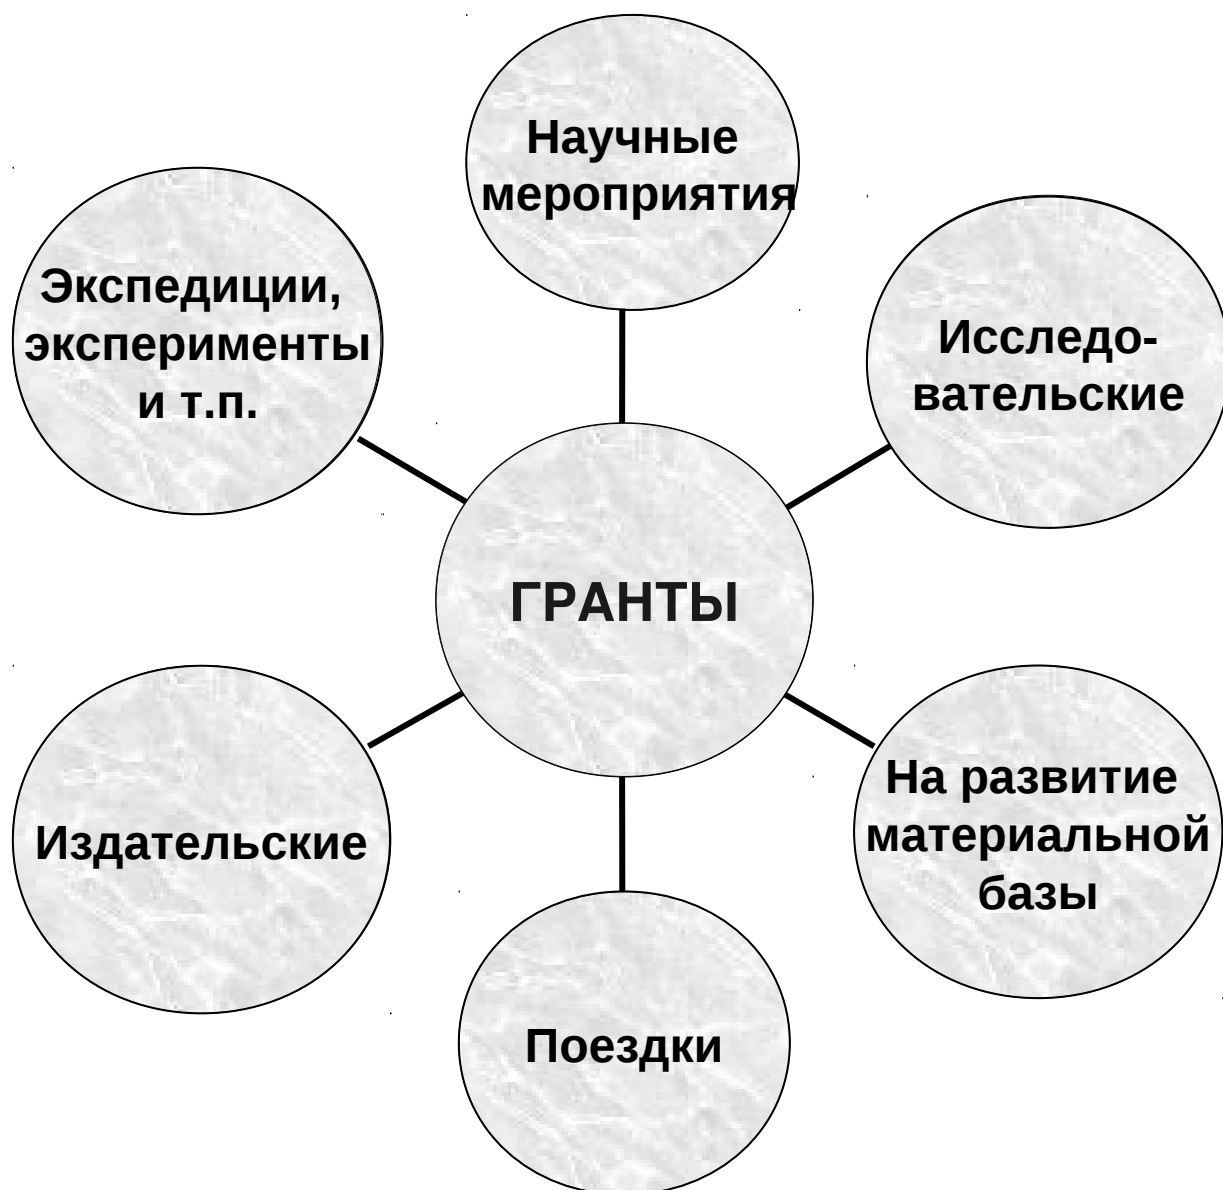 Научные
мероприятия
Экспедиции,
эксперименты
и т.п.
Исследо-
вательские
ГРАНТЫ
Издательские
На развитие
материальной
базы
Поездки